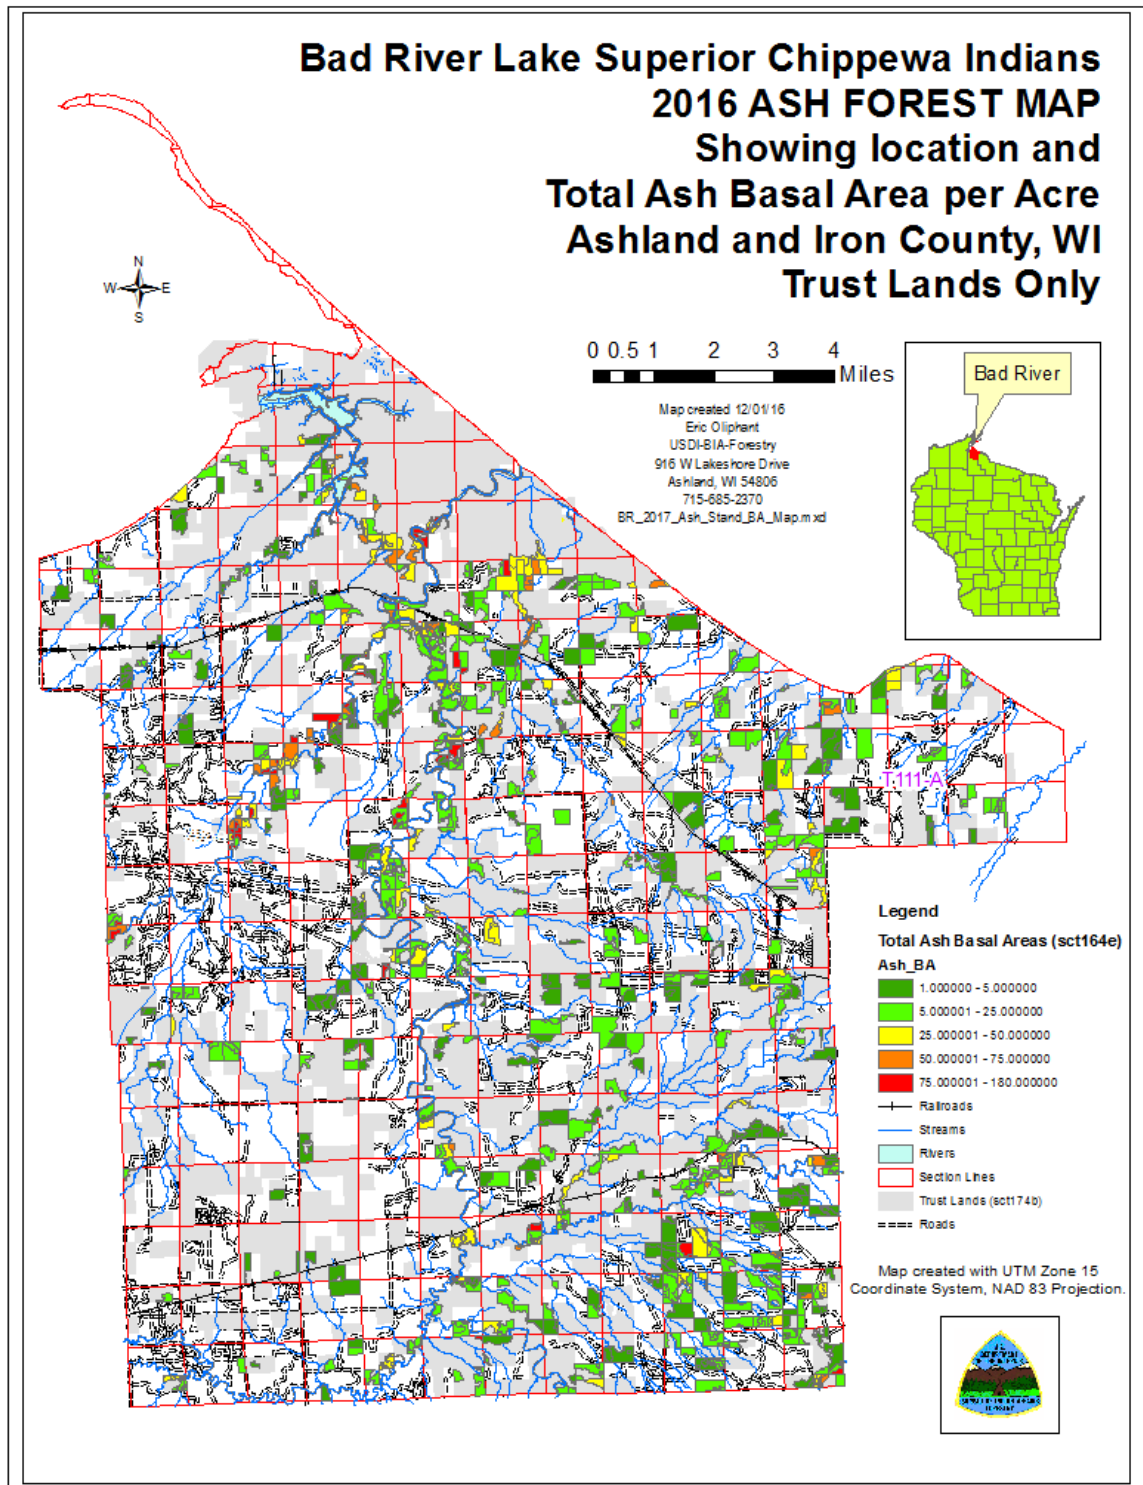 Bad River Lake Superior Chippewa Indians
2016 ASH FOREST MAP
Showing location and
Total Ash Basal Area per Acre
Ashland and Iron County, WI
Trust Lands Only
N
W E
S
0 0.5 1 2 3 4
Miles
Map created 12/01/16
Eric Oliphant
USDI-BIA-Forestry
916 W Lakeshore Drive
Ashland, WI 54806
715-685-2370
BR_2017_Ash_Stand_BA_Map.mxd
Bad River
T-111-A
Legend
Total Ash Basal Areas (sct164e)
Ash_BA
1.000000 - 5.000000
5.000001 - 25.000000
25.000001 - 50.000000
50.000001 - 75.000000
75.000001 - 180.000000
Railroads
Streams
Rivers
Section Lines
Trust Lands (sct174b)
Roads
Map created with UTM Zone 15
Coordinate System, NAD 83 Projection.